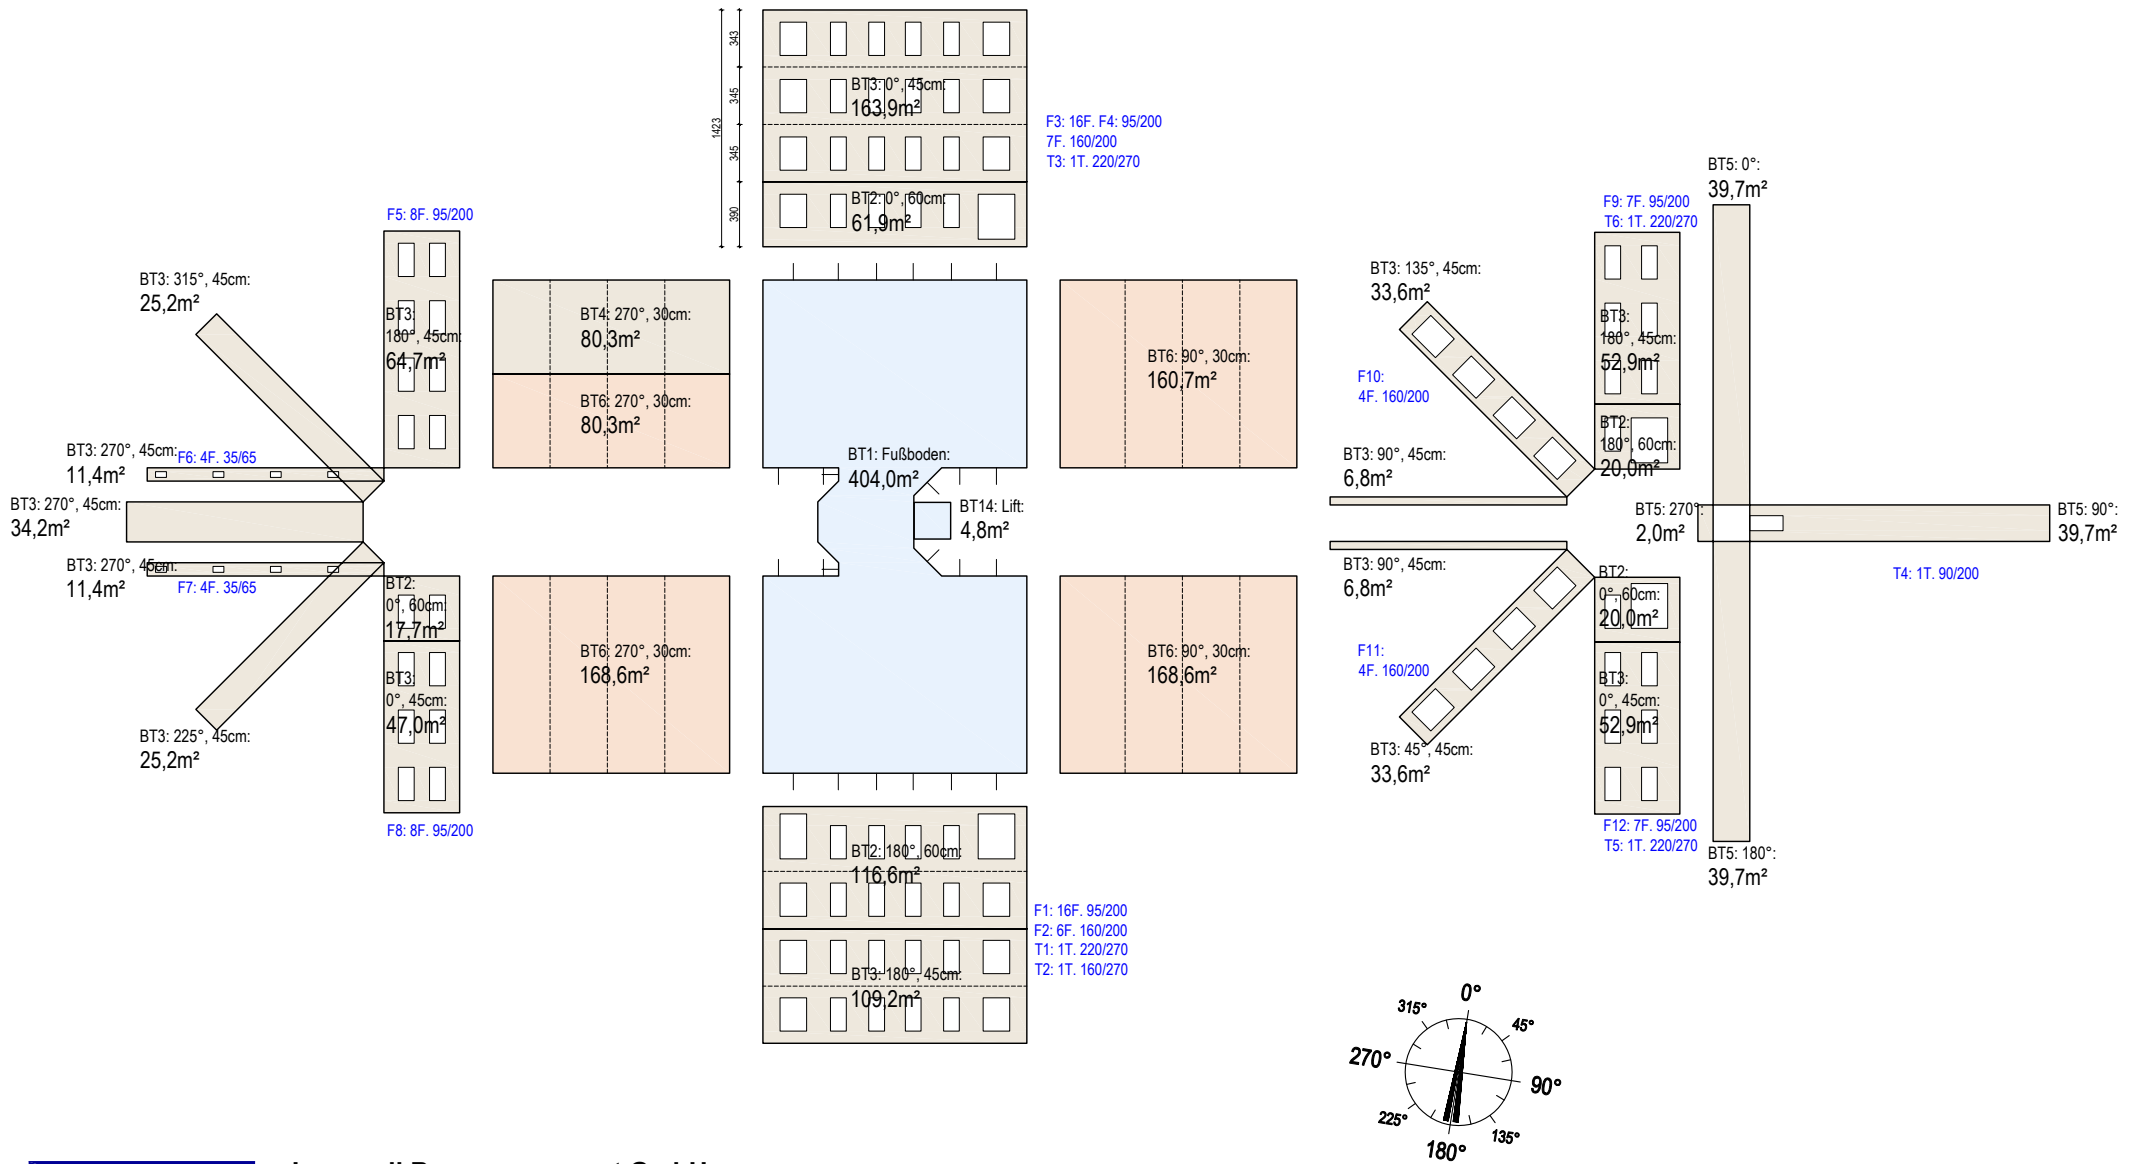 343
345
345
390
1423
BT3: 0°, 45cm:
163,9m²
BT2: 0°, 60cm:
61,9m²
F3: 16F. F4: 95/200
7F. 160/200
T3: 1T. 220/270
F5: 8F. 95/200
BT3: 315°, 45cm:
25,2m²
BT3:
180°, 45cm:
64,7m²
BT3: 270°, 45cm:
11,4m²
F6: 4F. 35/65
BT3: 270°, 45cm:
34,2m²
BT3: 270°, 45cm:
11,4m²
F7: 4F. 35/65
BT2:
0°, 60cm:
17,7m²
BT3:
0°, 45cm:
47,0m²
BT3: 225°, 45cm:
25,2m²
F8: 8F. 95/200
BT4: 270°, 30cm:
80,3m²
BT6: 270°, 30cm:
80,3m²
BT6: 270°, 30cm:
168,6m²
BT1: Fußboden:
404,0m²
BT14: Lift:
4,8m²
BT6: 90°, 30cm:
160,7m²
BT6: 90°, 30cm:
168,6m²
BT2: 180°, 60cm:
116,6m²
BT3: 180°, 45cm:
109,2m²
F1: 16F. 95/200
F2: 6F. 160/200
T1: 1T. 220/270
T2: 1T. 160/270
BT3: 135°, 45cm:
33,6m²
F10:
4F. 160/200
BT3: 90°, 45cm:
6,8m²
BT3: 90°, 45cm:
6,8m²
F11:
4F. 160/200
BT3: 45°, 45cm:
33,6m²
F9: 7F. 95/200
T6: 1T. 220/270
BT3:
180°, 45cm:
52,9m²
BT2:
180°, 60cm:
20,0m²
BT2:
0°, 60cm:
20,0m²
BT3:
0°, 45cm:
52,9m²
F12: 7F. 95/200
T5: 1T. 220/270
BT5: 0°:
39,7m²
BT5: 270°:
2,0m²
BT5: 90°:
39,7m²
T4: 1T. 90/200
BT5: 180°:
39,7m²
0°
45°
90°
135°
180°
225°
270°
315°